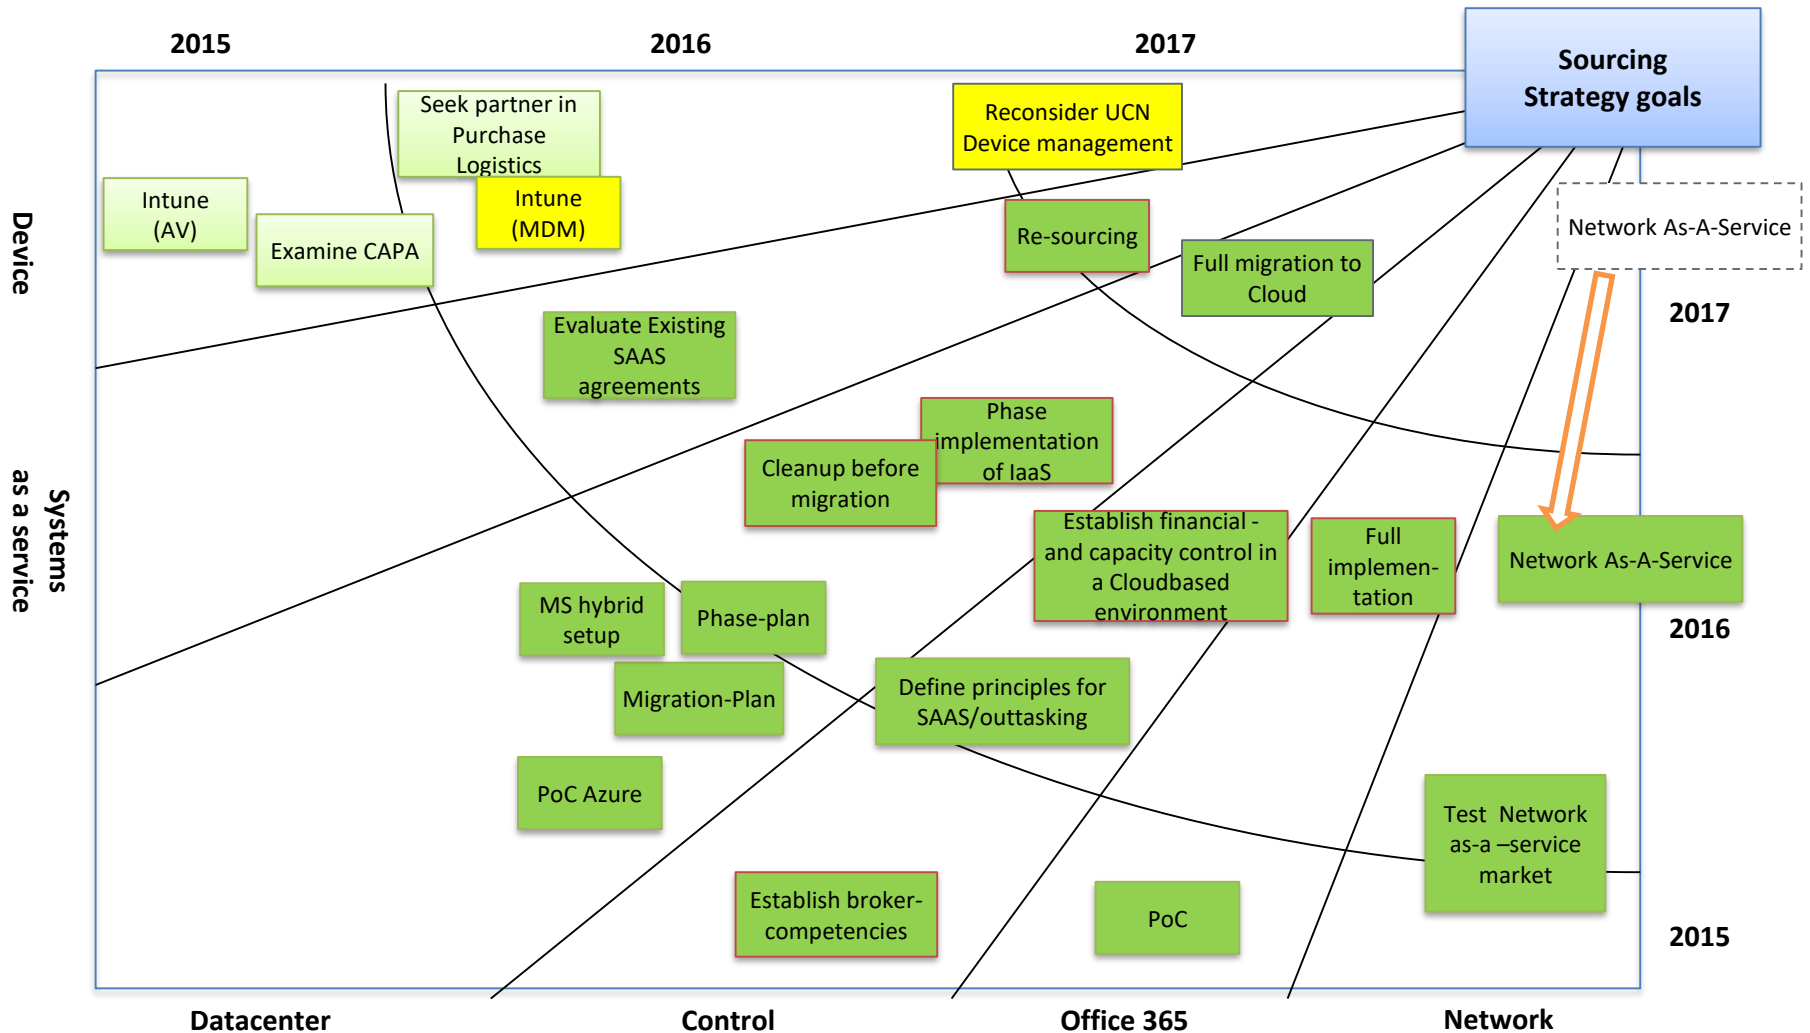 2015
2016
2017
Sourcing
Strategy goals
Seek partner in
Purchase
Logistics
Reconsider UCN
Device management
Intune
(AV)
Intune
(MDM)
Examine CAPA
Re-sourcing
Network As-A-Service
Full migration to
Cloud
Device
2017
Evaluate Existing
SAAS
agreements
Phase
implementation
of IaaS
Cleanup before
migration
Systems
as a service
Establish financial -
and capacity control in
a Cloudbased
environment
Full
implemen-
tation
Network As-A-Service
2016
MS hybrid
setup
Phase-plan
Migration-Plan
Define principles for
SAAS/outtasking
PoC Azure
Test  Network
as-a –service
market
Establish broker-
competencies
PoC
2015
Datacenter
Control
Office 365
Network